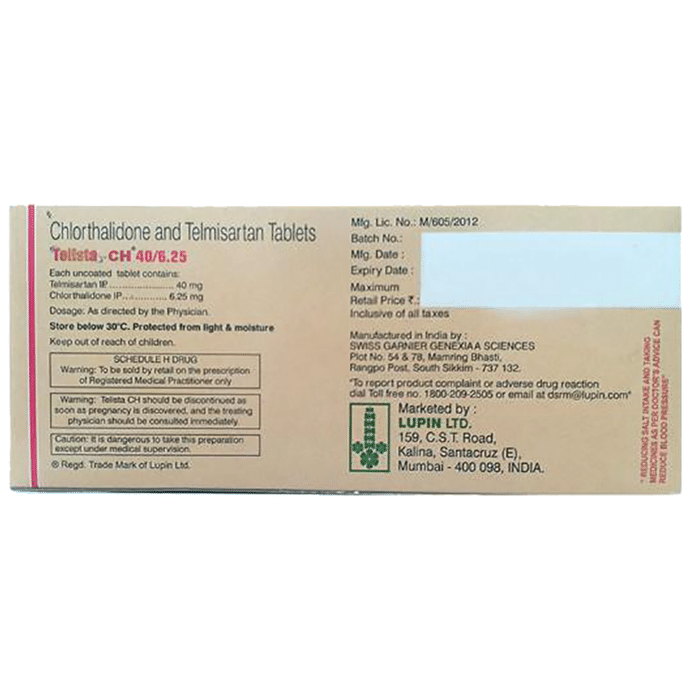 Chlorthalidone and Telmisartan Tablets
Telista - CH® 40/6.25
Each uncoated tablet contains:
Telmisartan IP ........................ 40 mg
Chlorthalidone IP............. 6.25 mg
Dosage: As directed by the Physician.
Store below 30°C. Protected from light & moisture
Keep out of reach of children.
SCHEDULE H DRUG
Warning: To be sold by retail on the prescription
of Registered Medical Practitioner only
Warning: Telista CH should be discontinued as
soon as pregnancy is discovered, and the treating
physician should be consulted immediately.
Caution: It is dangerous to take this preparation
except under medical supervision.
® Regd. Trade Mark of Lupin Ltd.
Mfg. Lic. No.: M/605/2012
Batch No.:
Mfg. Date :
Expiry Date :
Maximum
Retail Price ₹.:
Inclusive of all taxes
Manufactured in India by :
SWISS GARNIER GENEXIAA SCIENCES
Plot No. 54 & 78, Mamring Bhasti,
Rangpo Post, South Sikkim - 737 132.
"To report product complaint or adverse drug reaction
dial Toll free no. 1800-209-2505 or email at dsrm@lupin.com"
Marketed by :
LUPIN LTD.
159, C.S.T. Road,
Kalina, Santacruz (E),
Mumbai - 400 098, INDIA.
" REDUCING SALT INTAKE AND TAKING
MEDICINES AS PER DOCTOR'S ADVICE CAN
REDUCE BLOOD PRESSURE"